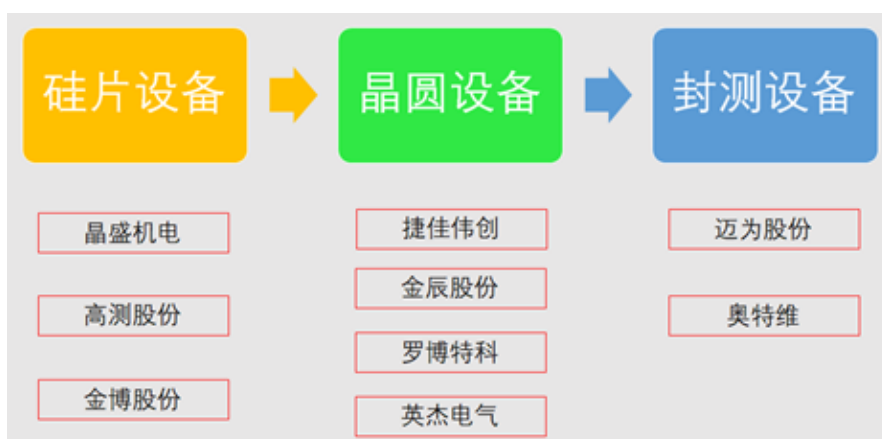 硅片设备
晶圆设备
封测设备
晶盛机电
高测股份
金博股份
捷佳伟创
金辰股份
罗博特科
英杰电气
迈为股份
奥特维